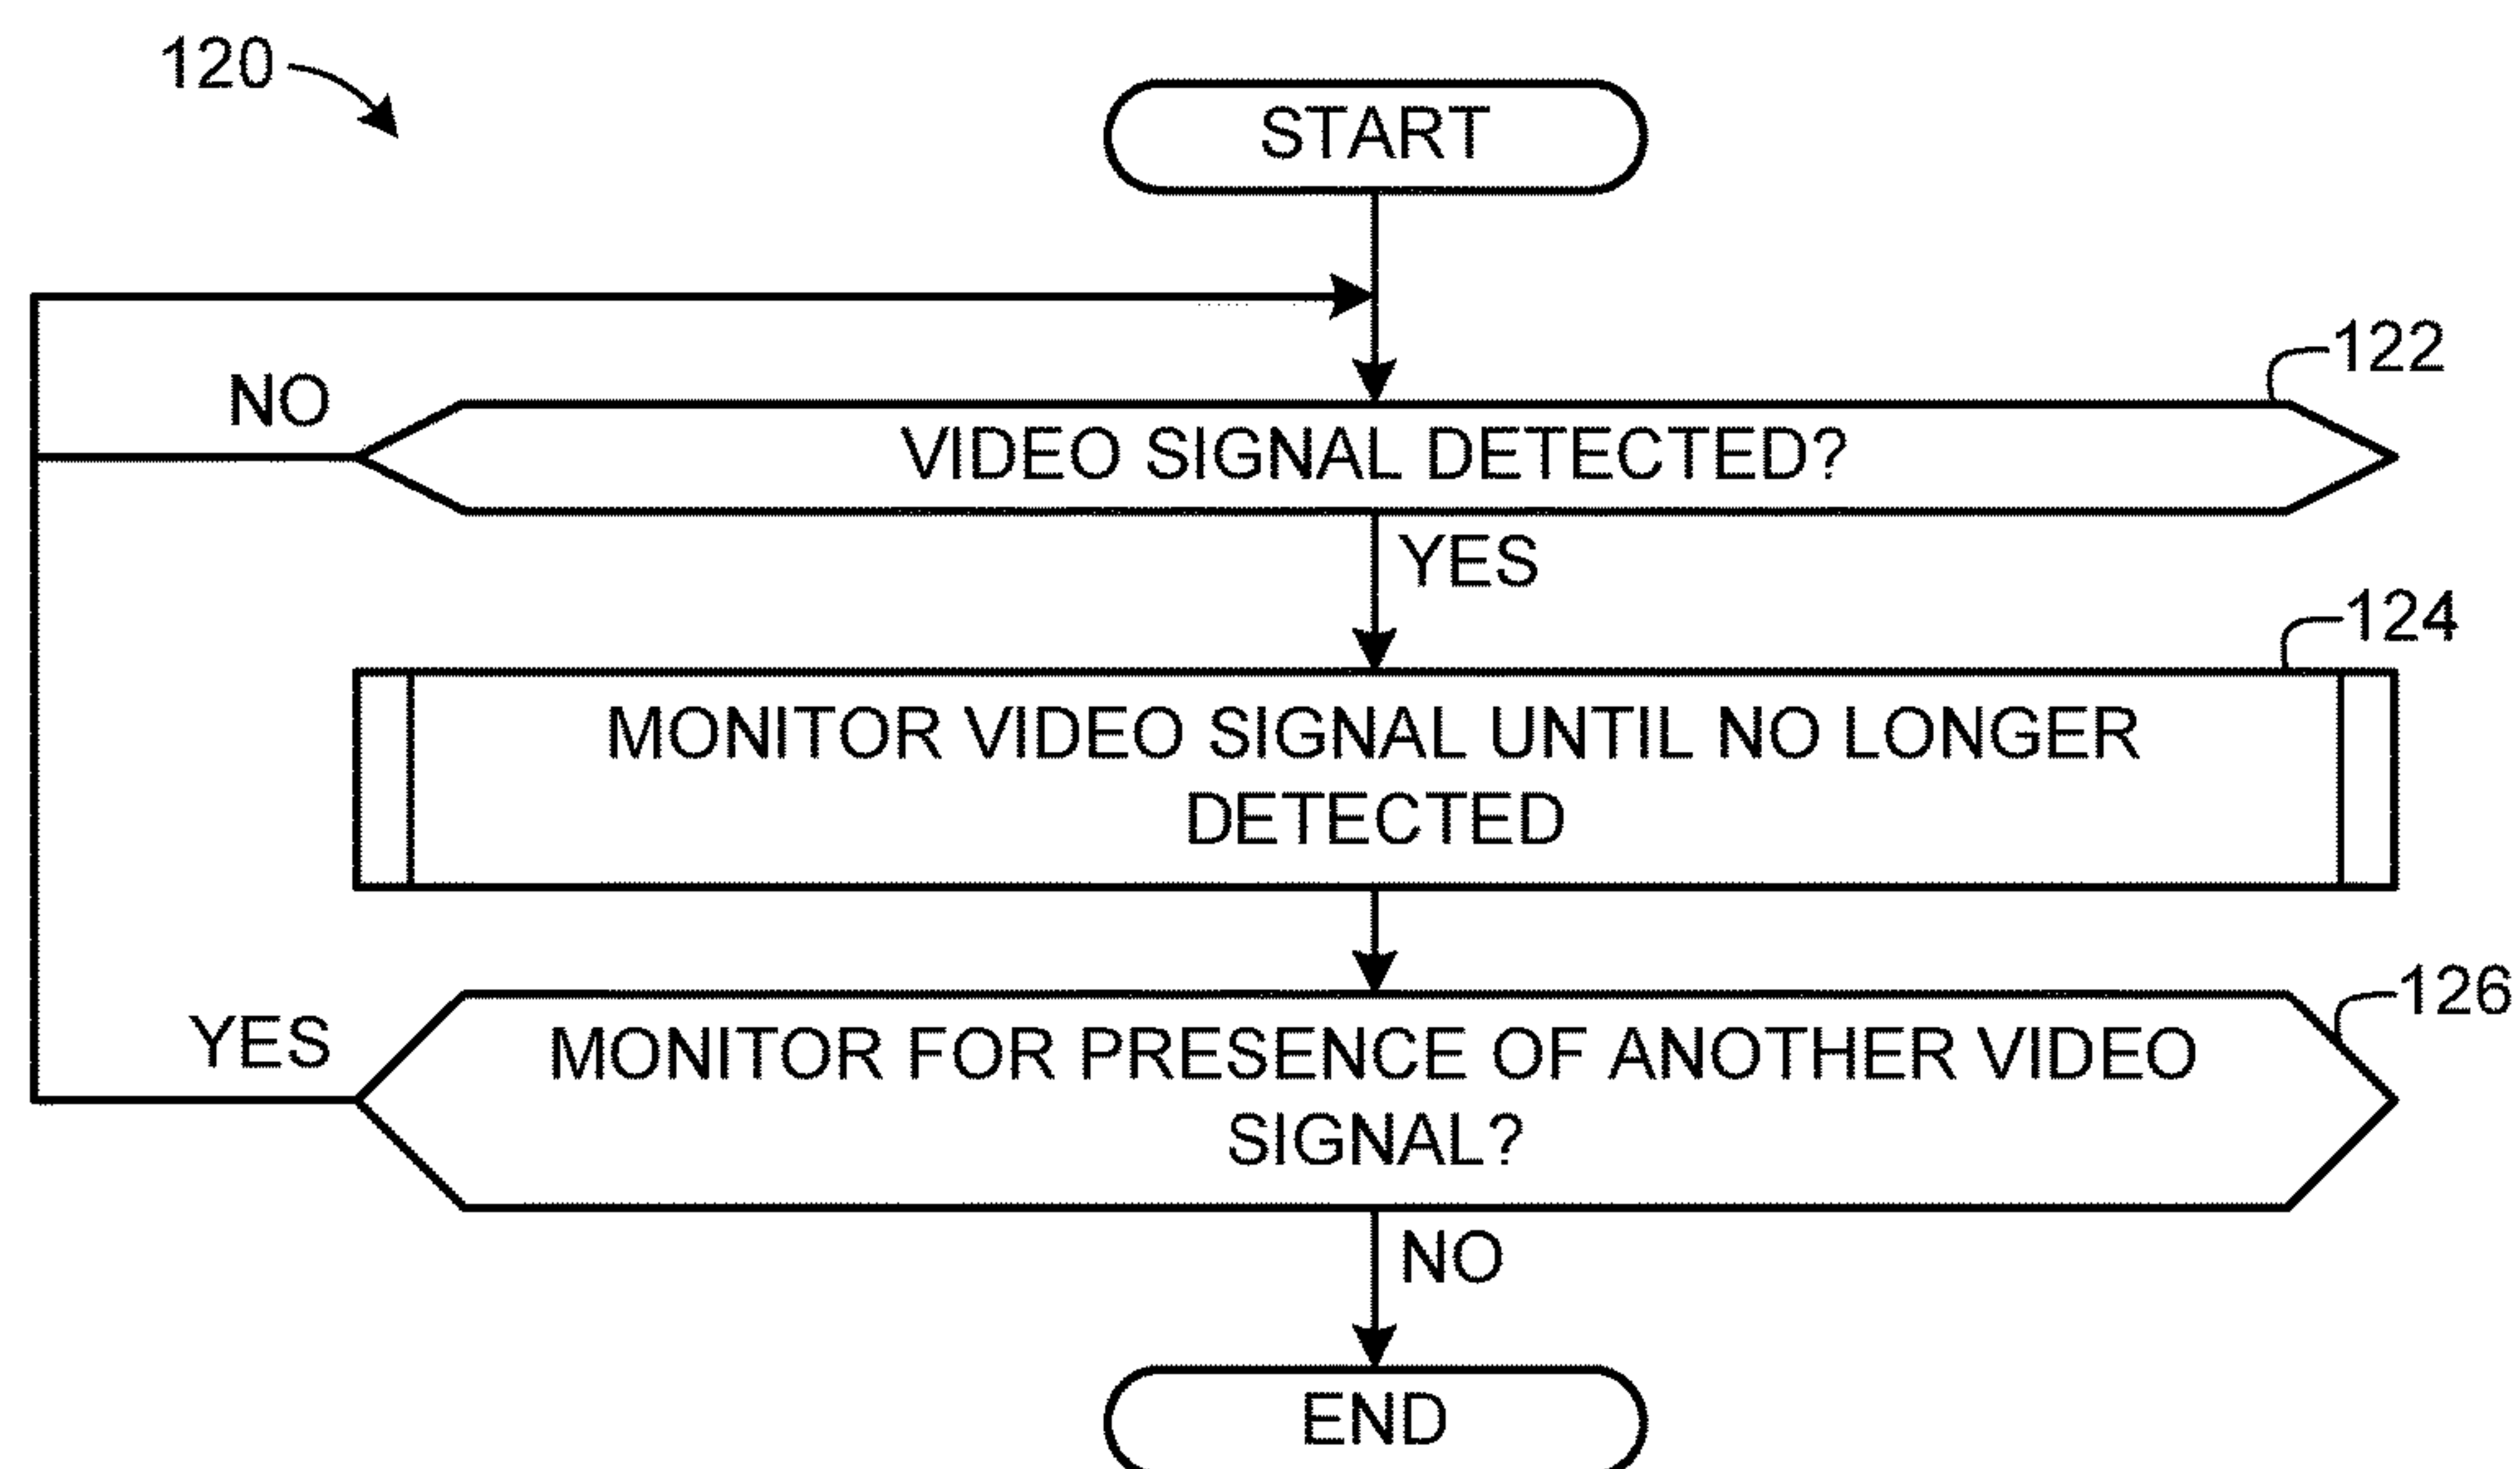 120
START
122
NO
VIDEO SIGNAL DETECTED?
YES
124
MONITOR VIDEO SIGNAL UNTIL NO LONGER
DETECTED
126
YES
MONITOR FOR PRESENCE OF ANOTHER VIDEO
SIGNAL?
NO
END